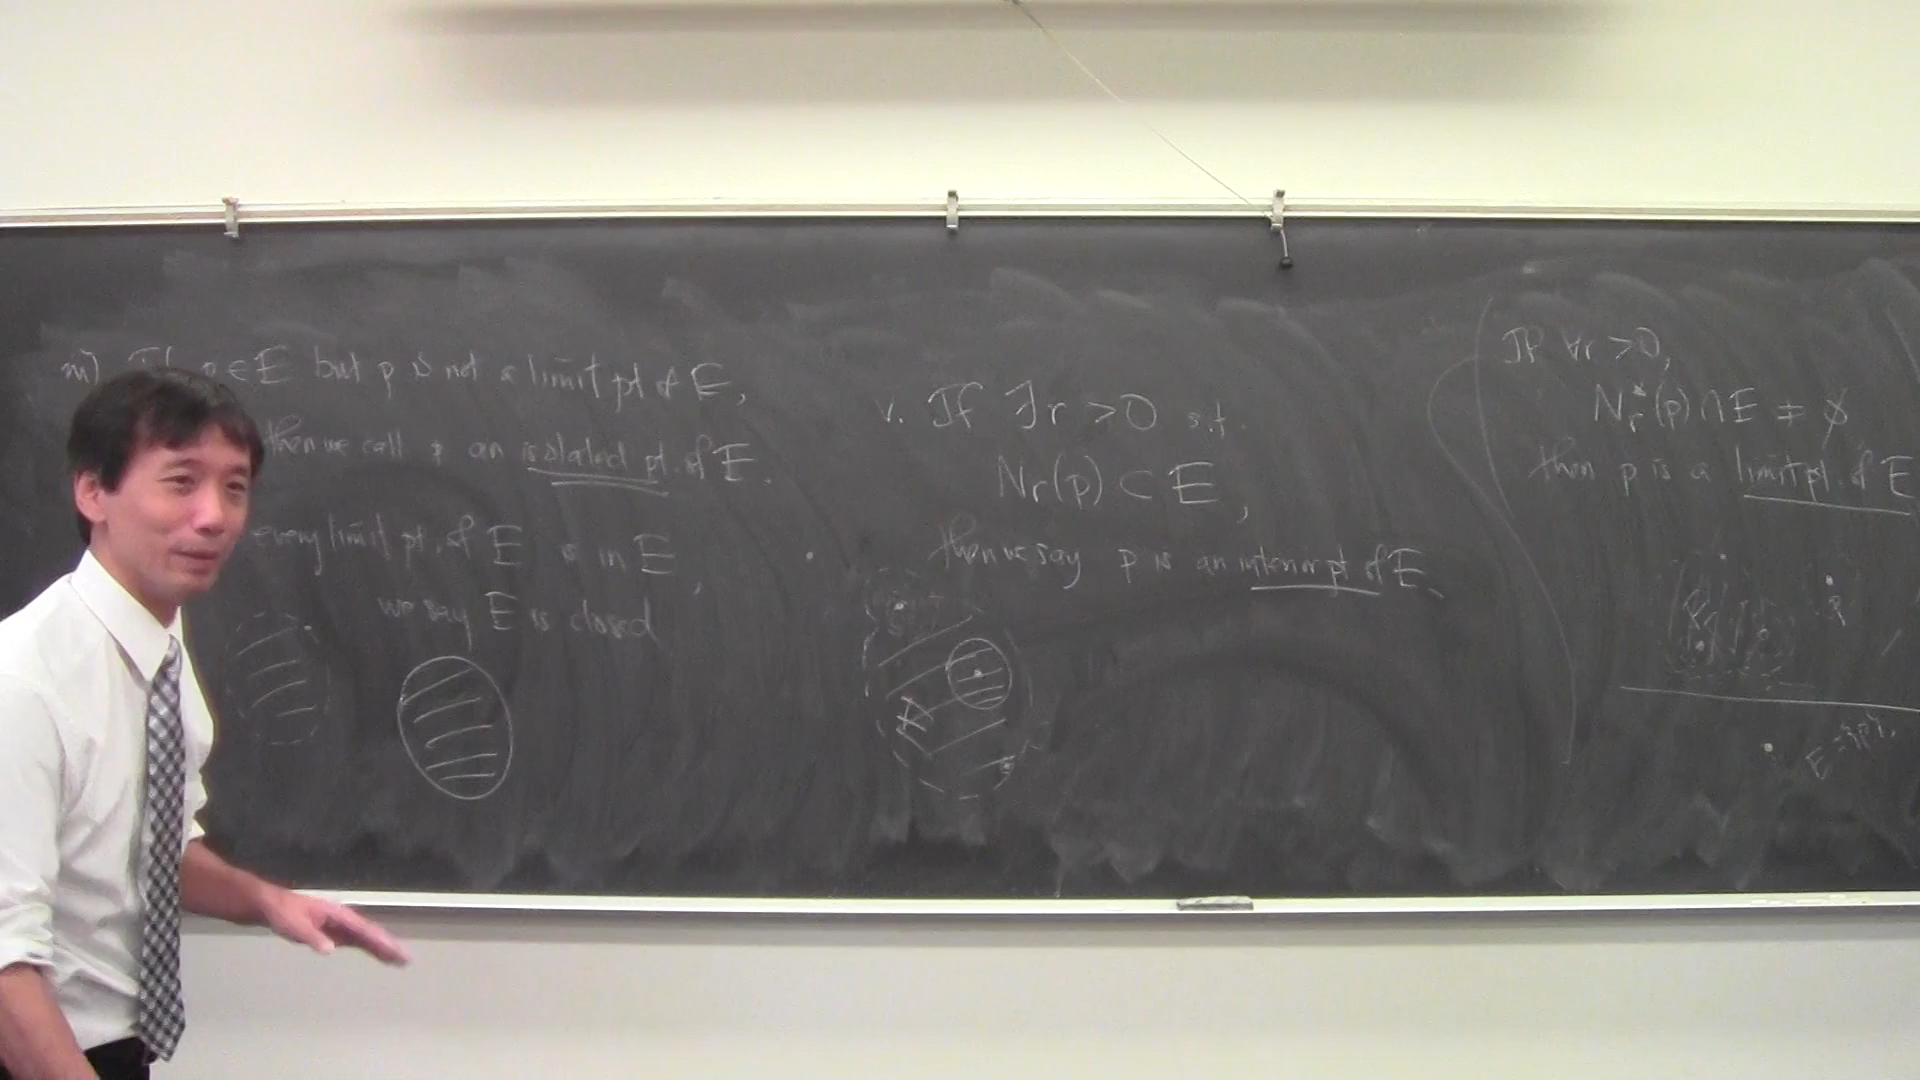 iii) If p ∈ E but p is not a limit pt of E,
then we call p an isolated pt. of E.
every limit pt. of E is in E,
we say E is closed
v. If ∃r >0 s.t.
Nr(p) ⊂ E,
then we say p is an interior pt of E.
E
If ∀r >0,
Nr*(p) ∩ E ≠ ∅
then p is a limit pt. of E
p
E = {p},